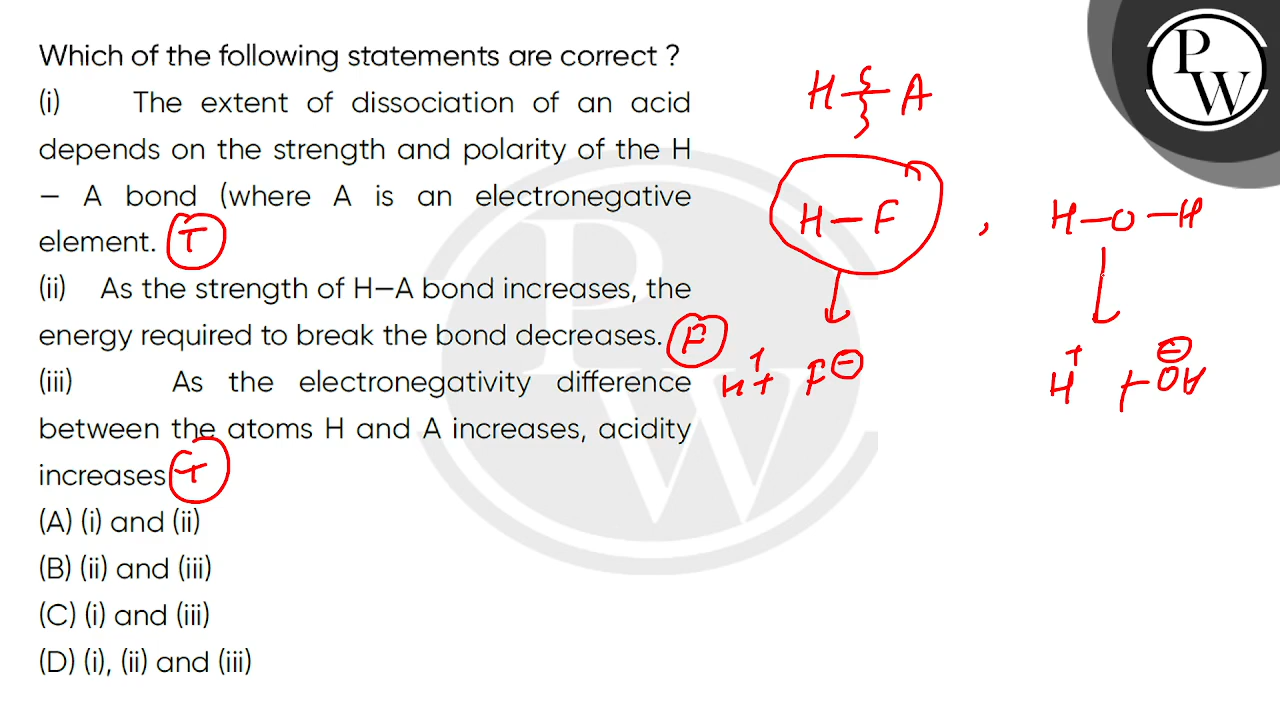 Which of the following statements are correct ?
(i) The extent of dissociation of an acid
depends on the strength and polarity of the H
– A bond (where A is an electronegative
element. T
(ii) As the strength of H–A bond increases, the
energy required to break the bond decreases. F
(iii) As the electronegativity difference
between the atoms H and A increases, acidity
increases T
(A) (i) and (ii)
(B) (ii) and (iii)
(C) (i) and (iii)
(D) (i), (ii) and (iii)
H – A
H – F , H – O – H
H⁺ + F⊖
H⁺ + ⊖OH
PW
PW